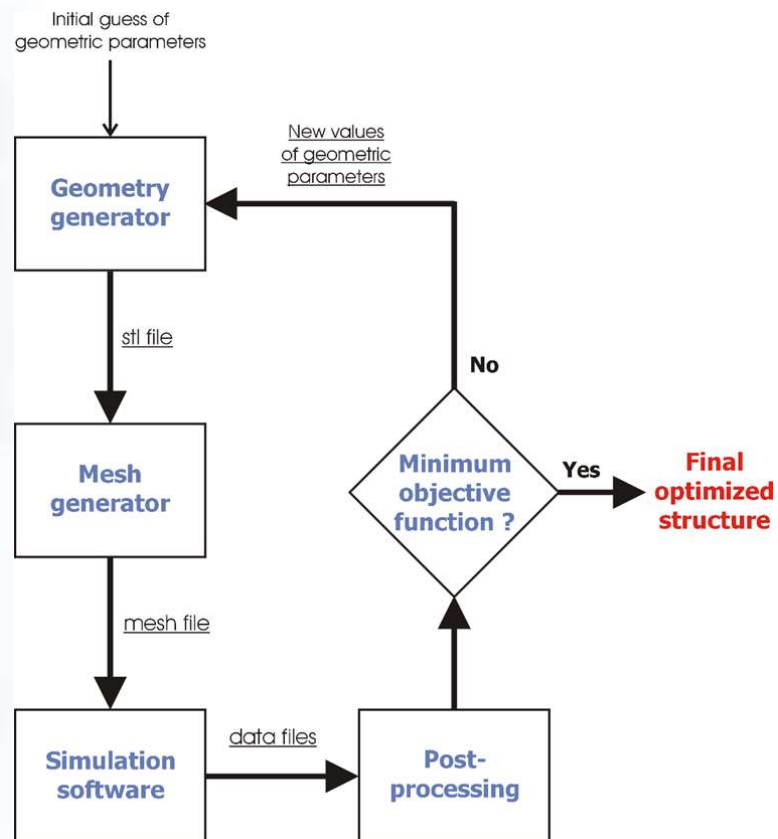 Initial guess of
geometric parameters
New values
of geometric
parameters
Geometry
generator
stl file
No
Mesh
generator
Minimum
objective
function ?
Yes
Final
optimized
structure
mesh file
Simulation
software
data files
Post-
processing